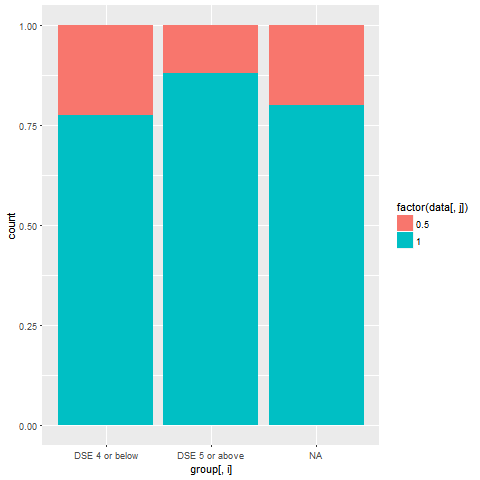 1.00
0.75
0.50
0.25
0.00
count
DSE 4 or below
DSE 5 or above
NA
group[, i]
factor(data[, j])
0.5
1